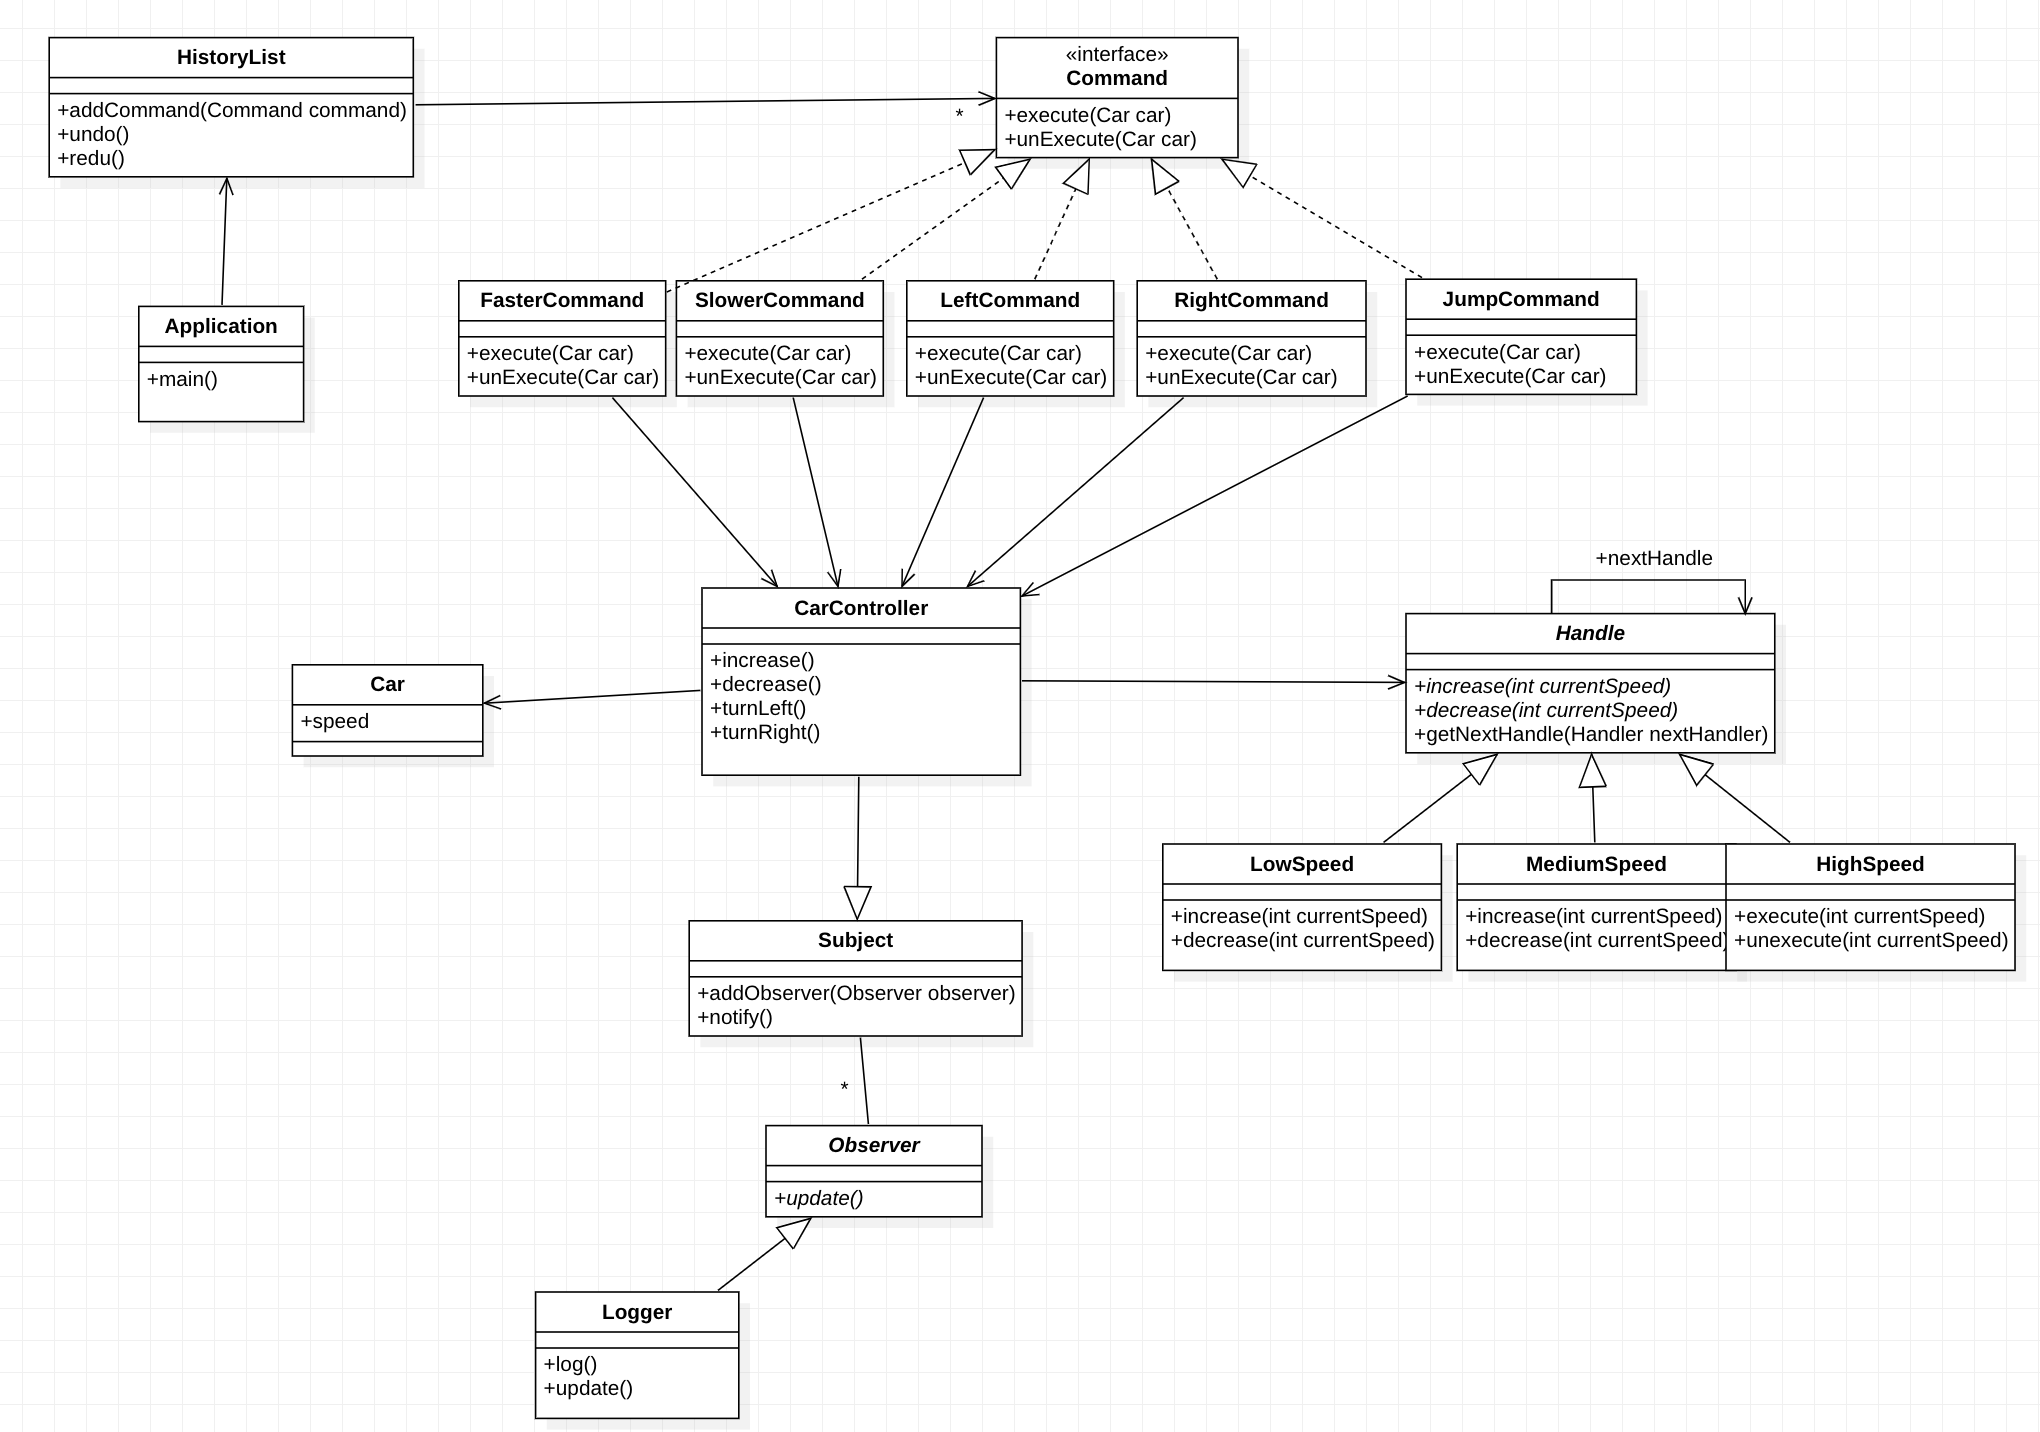 HistoryList
+addCommand(Command command)
+undo()
+redu()
«interface»
Command
+execute(Car car)
+unExecute(Car car)
*
Application
+main()
FasterCommand
+execute(Car car)
+unExecute(Car car)
SlowerCommand
+execute(Car car)
+unExecute(Car car)
LeftCommand
+execute(Car car)
+unExecute(Car car)
RightCommand
+execute(Car car)
+unExecute(Car car)
JumpCommand
+execute(Car car)
+unExecute(Car car)
CarController
+increase()
+decrease()
+turnLeft()
+turnRight()
Car
+speed
+nextHandle
Handle
+increase(int currentSpeed)
+decrease(int currentSpeed)
+getNextHandle(Handler nextHandler)
LowSpeed
+increase(int currentSpeed)
+decrease(int currentSpeed)
MediumSpeed
+increase(int currentSpeed)
+decrease(int currentSpeed)
HighSpeed
+execute(int currentSpeed)
+unexecute(int currentSpeed)
Subject
+addObserver(Observer observer)
+notify()
*
Observer
+update()
Logger
+log()
+update()